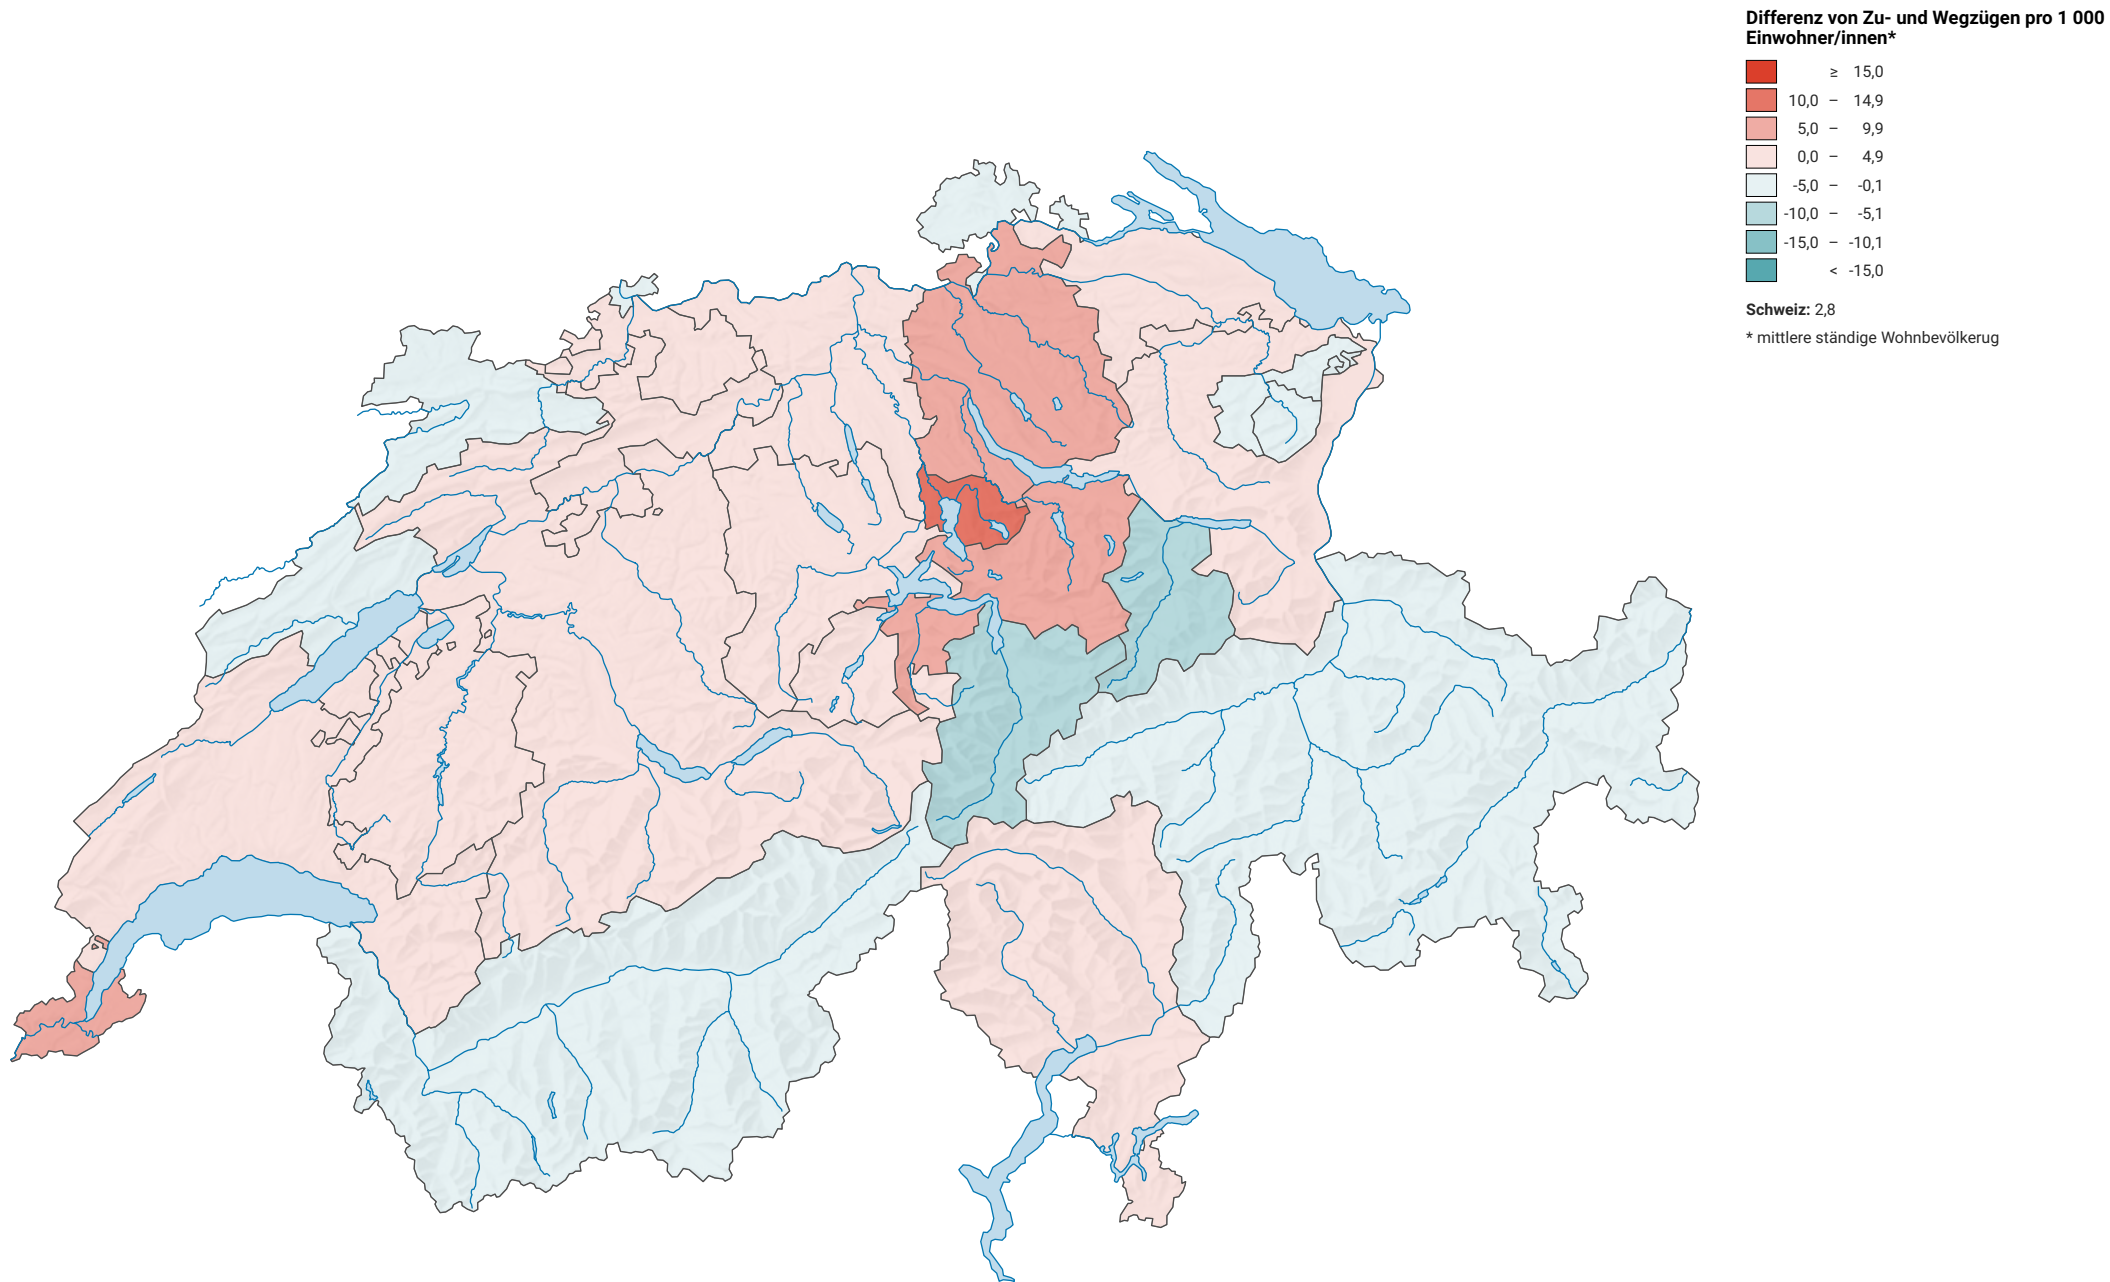 Differenz von Zu- und Wegzügen pro 1 000
Einwohner/innen*
≥ 15,0
10,0 – 14,9
5,0 – 9,9
0,0 – 4,9
-5,0 – -0,1
-10,0 – -5,1
-15,0 – -10,1
< -15,0
Schweiz: 2,8
* mittlere ständige Wohnbevölkerug